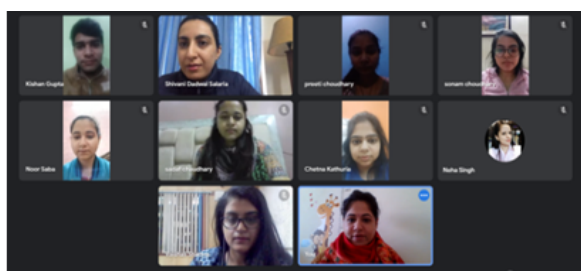 Kishan Gupta
Shivani Dadwal Salaria
preeti choudhary
sonam choudhary
Noor Saba
choudhary
Chetna Kathuria
Neha Singh